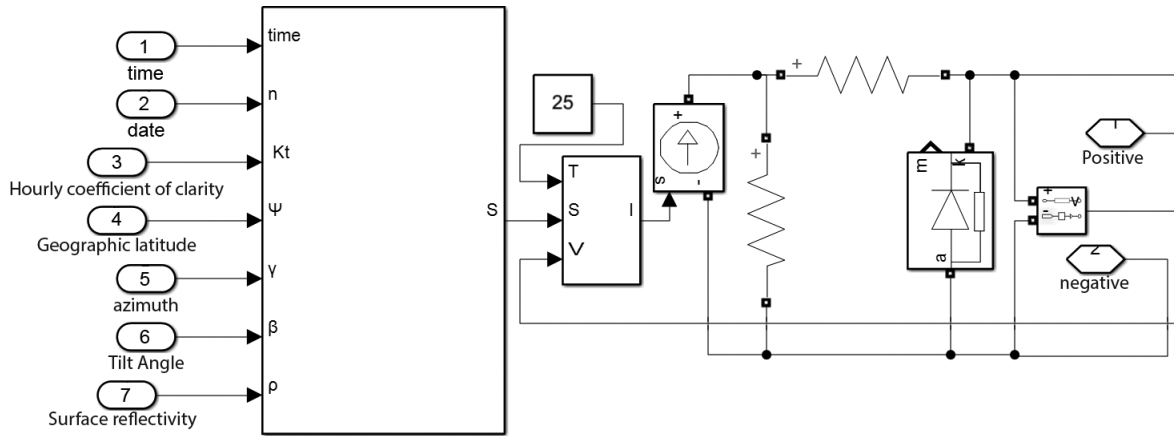 1
time
time
2
n
date
3
Kt
Hourly coefficient of clarity
4
Ψ
Geographic latitude
5
γ
azimuth
6
β
Tilt Angle
7
ρ
Surface reflectivity
S
25
T
S
V
I
+
s
-
+
+
m
k
a
+
-
V
1
Positive
2
negative